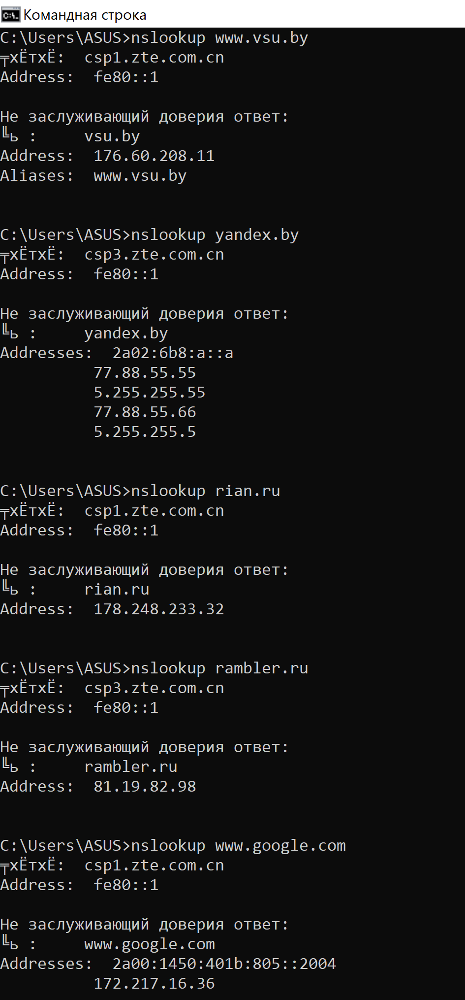 Командная строка
C:\Users\ASUS>nslookup www.vsu.by
╤хЁтхЁ:  csp1.zte.com.cn
Address:  fe80::1
Не заслуживающий доверия ответ:
╚ь :     vsu.by
Address:  176.60.208.11
Aliases:  www.vsu.by
C:\Users\ASUS>nslookup yandex.by
╤хЁтхЁ:  csp3.zte.com.cn
Address:  fe80::1
Не заслуживающий доверия ответ:
╚ь :     yandex.by
Addresses:  2a02:6b8:a::a
77.88.55.55
5.255.255.55
77.88.55.66
5.255.255.5
C:\Users\ASUS>nslookup rian.ru
╤хЁтхЁ:  csp1.zte.com.cn
Address:  fe80::1
Не заслуживающий доверия ответ:
╚ь :     rian.ru
Address:  178.248.233.32
C:\Users\ASUS>nslookup rambler.ru
╤хЁтхЁ:  csp3.zte.com.cn
Address:  fe80::1
Не заслуживающий доверия ответ:
╚ь :     rambler.ru
Address:  81.19.82.98
C:\Users\ASUS>nslookup www.google.com
╤хЁтхЁ:  csp1.zte.com.cn
Address:  fe80::1
Не заслуживающий доверия ответ:
╚ь :     www.google.com
Addresses:  2a00:1450:401b:805::2004
172.217.16.36